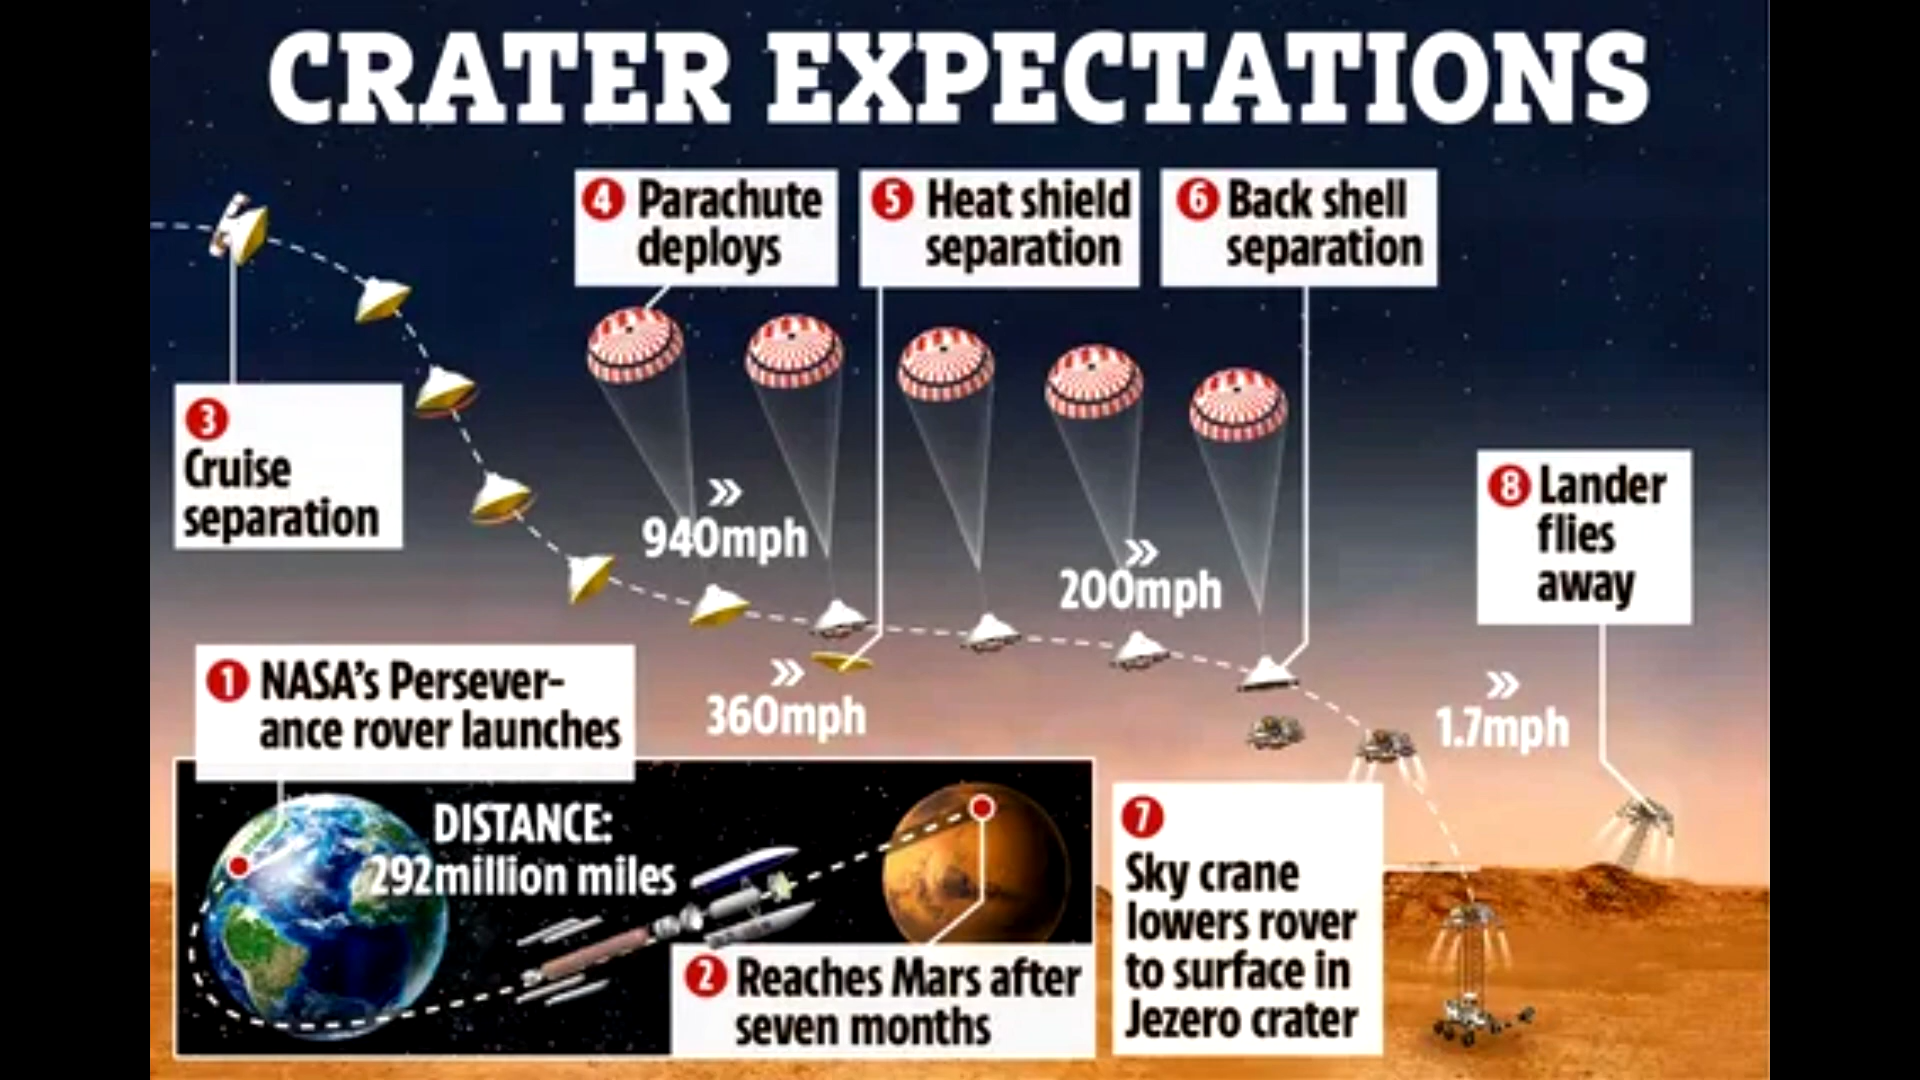 CRATER EXPECTATIONS
4 Parachute
deploys
5 Heat shield
separation
6 Back shell
separation
3
Cruise
separation
940mph
8 Lander
flies
away
200mph
360mph
1.7mph
1 NASA's Persever-
ance rover launches
DISTANCE:
292million miles
2 Reaches Mars after
seven months
7
Sky crane
lowers rover
to surface in
Jezero crater